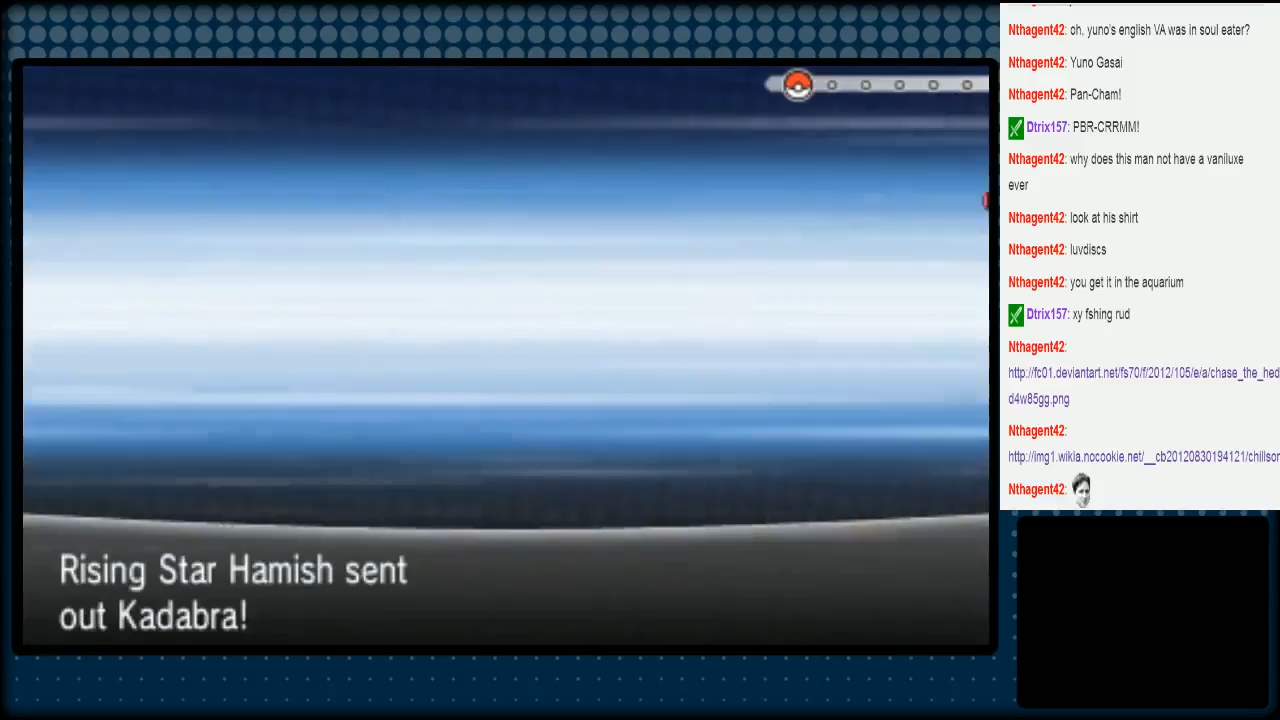 Nthagent42: oh, yuno's english VA was in soul eater?
Nthagent42: Yuno Gasai
Nthagent42: Pan-Cham!
Dtrix157: PBR-CRRMM!
Nthagent42: why does this man not have a vaniluxe
ever
Nthagent42: look at his shirt
Nthagent42: luvdiscs
Nthagent42: you get it in the aquarium
Dtrix157: xy fshing rud
Nthagent42:
http://fc01.deviantart.net/fs70/f/2012/105/e/a/chase_the_hed
d4w85gg.png
Nthagent42:
http://img1.wikia.nocookie.net/__cb20120830194121/chillsor
Nthagent42:
Rising Star Hamish sent
out Kadabra!